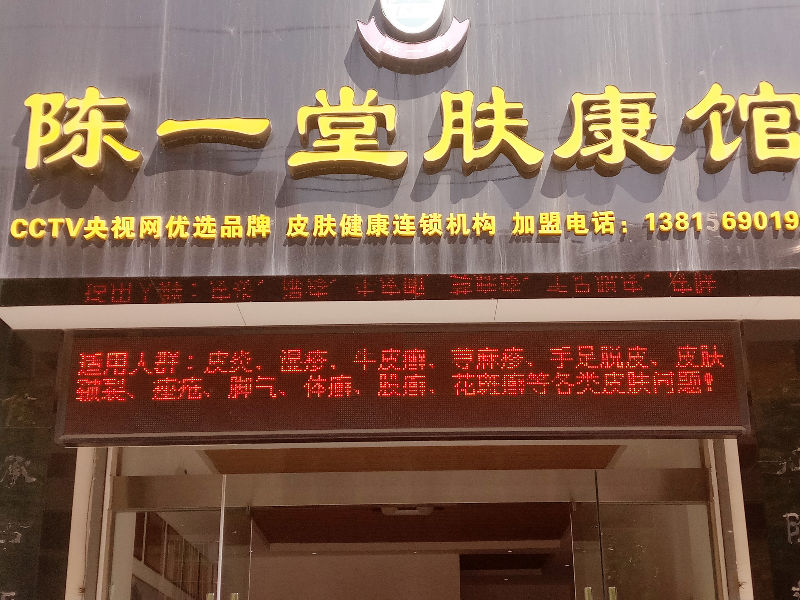 陈一堂肤康馆
CCTV央视网优选品牌 皮肤健康连锁机构 加盟电话：1381569019
适用人群：皮炎、湿疹、牛皮癣、荨麻疹、手足脱皮、皮肤
皲裂、痤疮、脚气、体癣、股癣、花斑癣等各类皮肤问题！